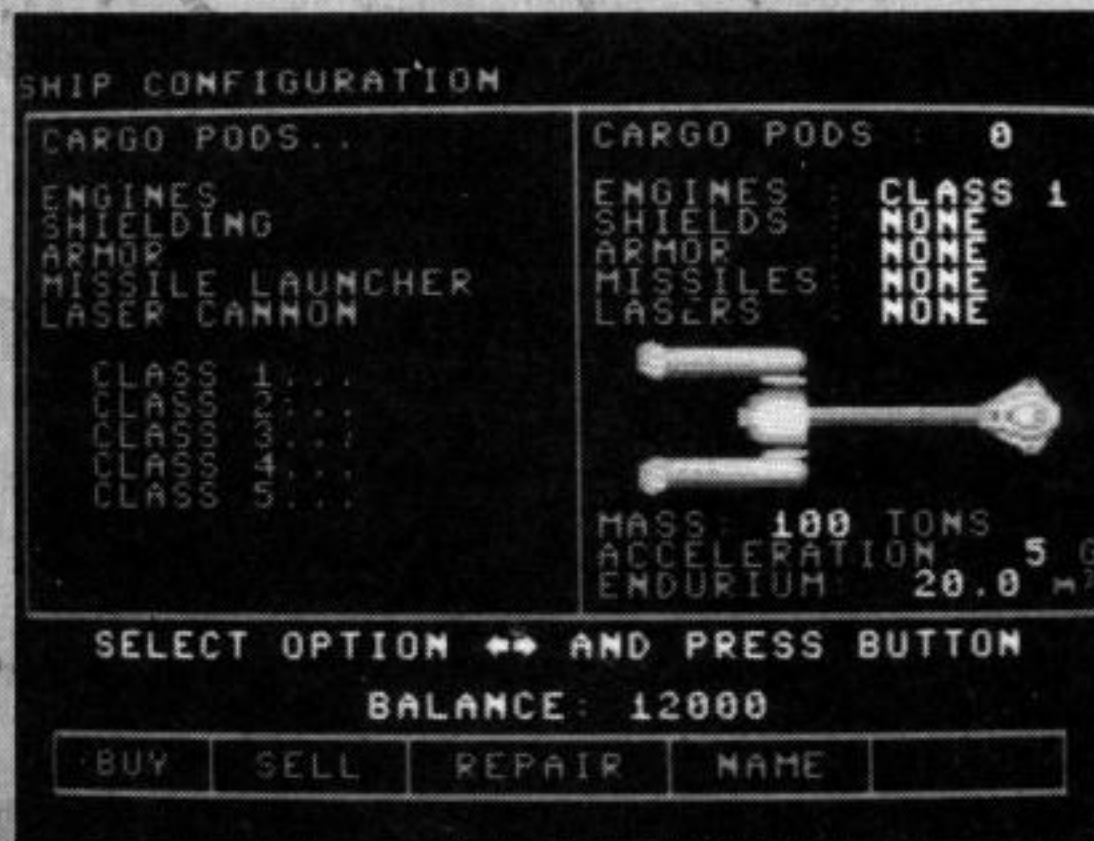 SHIP CONFIGURATION
CARGO PODS..
ENGINES
SHIELDING
ARMOR
MISSILE LAUNCHER
LASER CANNON
CLASS 1...
CLASS 2...
CLASS 3...
CLASS 4...
CLASS 5...
CARGO PODS : 0
ENGINES : CLASS 1
SHIELDS : NONE
ARMOR : NONE
MISSILES: NONE
LASERS : NONE
MASS: 100 TONS
ACCELERATION: 5 G
ENDURIUM: 20.0 m³
SELECT OPTION ←→ AND PRESS BUTTON
BALANCE: 12000
BUY SELL REPAIR NAME